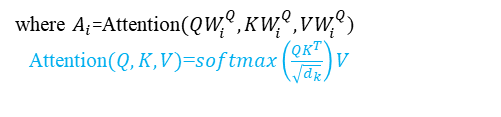 where A_i=Attention(QW_i^Q,KW_i^Q,VW_i^Q)
Attention(Q,K,V)=softmax(QK^T/√d_k)V